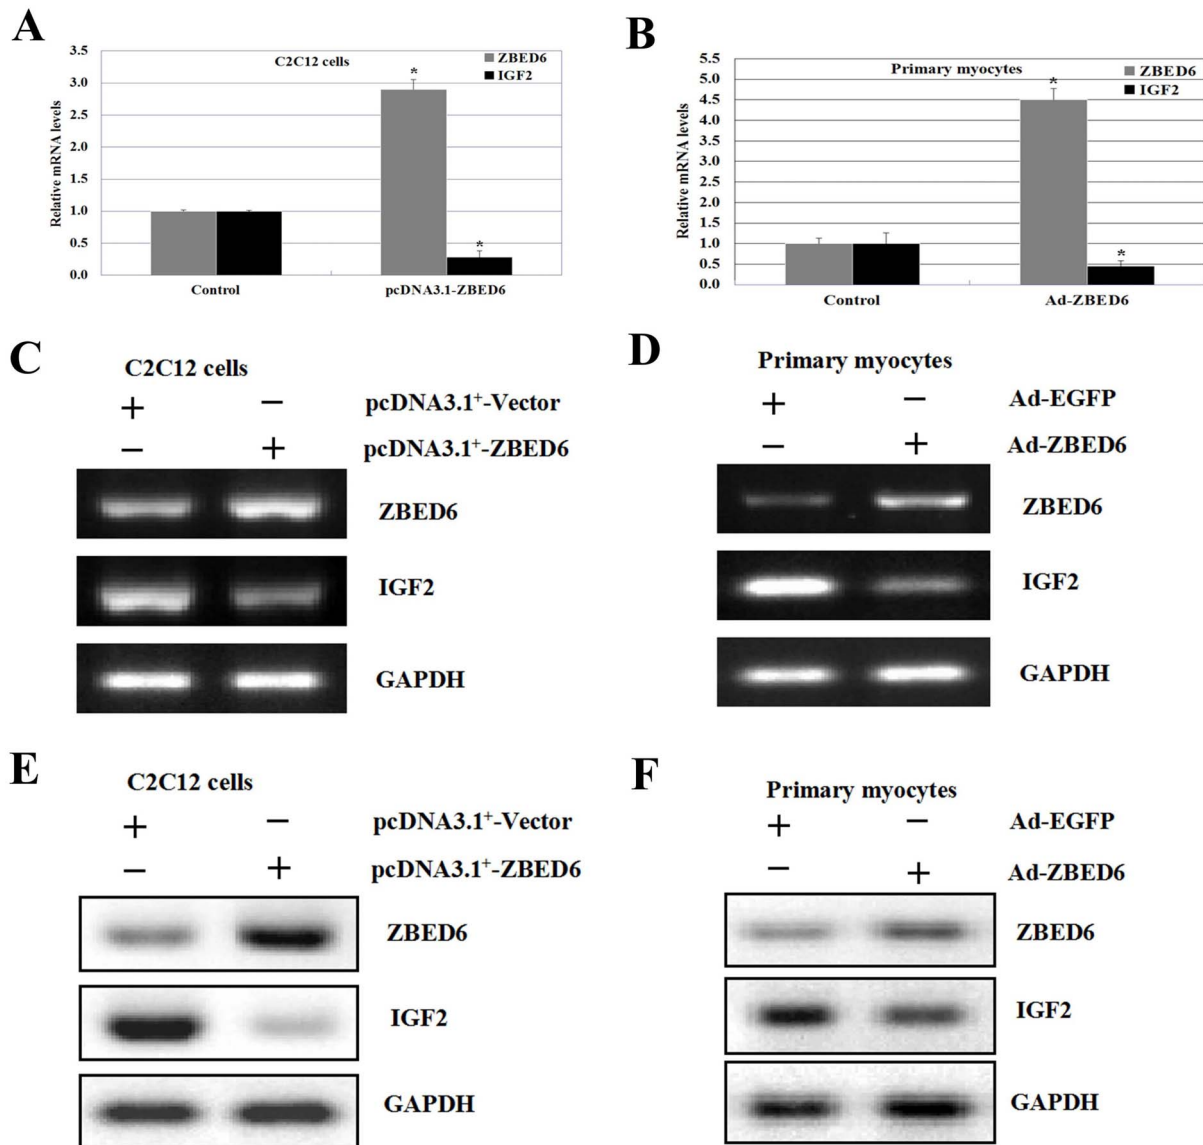 A
C2C12 cells
ZBED6
IGF2
Relative mRNA levels
3.5
3.0
2.5
2.0
1.5
1.0
0.5
0.0
*
*
Control
pcDNA3.1-ZBED6
B
Primary myocytes
ZBED6
IGF2
Relative mRNA levels
5.5
5.0
4.5
4.0
3.5
3.0
2.5
2.0
1.5
1.0
0.5
0.0
*
*
Control
Ad-ZBED6
C
C2C12 cells
+ − pcDNA3.1⁺-Vector
− + pcDNA3.1⁺-ZBED6
ZBED6
IGF2
GAPDH
D
Primary myocytes
+ − Ad-EGFP
− + Ad-ZBED6
ZBED6
IGF2
GAPDH
E
C2C12 cells
+ − pcDNA3.1⁺-Vector
− + pcDNA3.1⁺-ZBED6
ZBED6
IGF2
GAPDH
F
Primary myocytes
+ − Ad-EGFP
− + Ad-ZBED6
ZBED6
IGF2
GAPDH